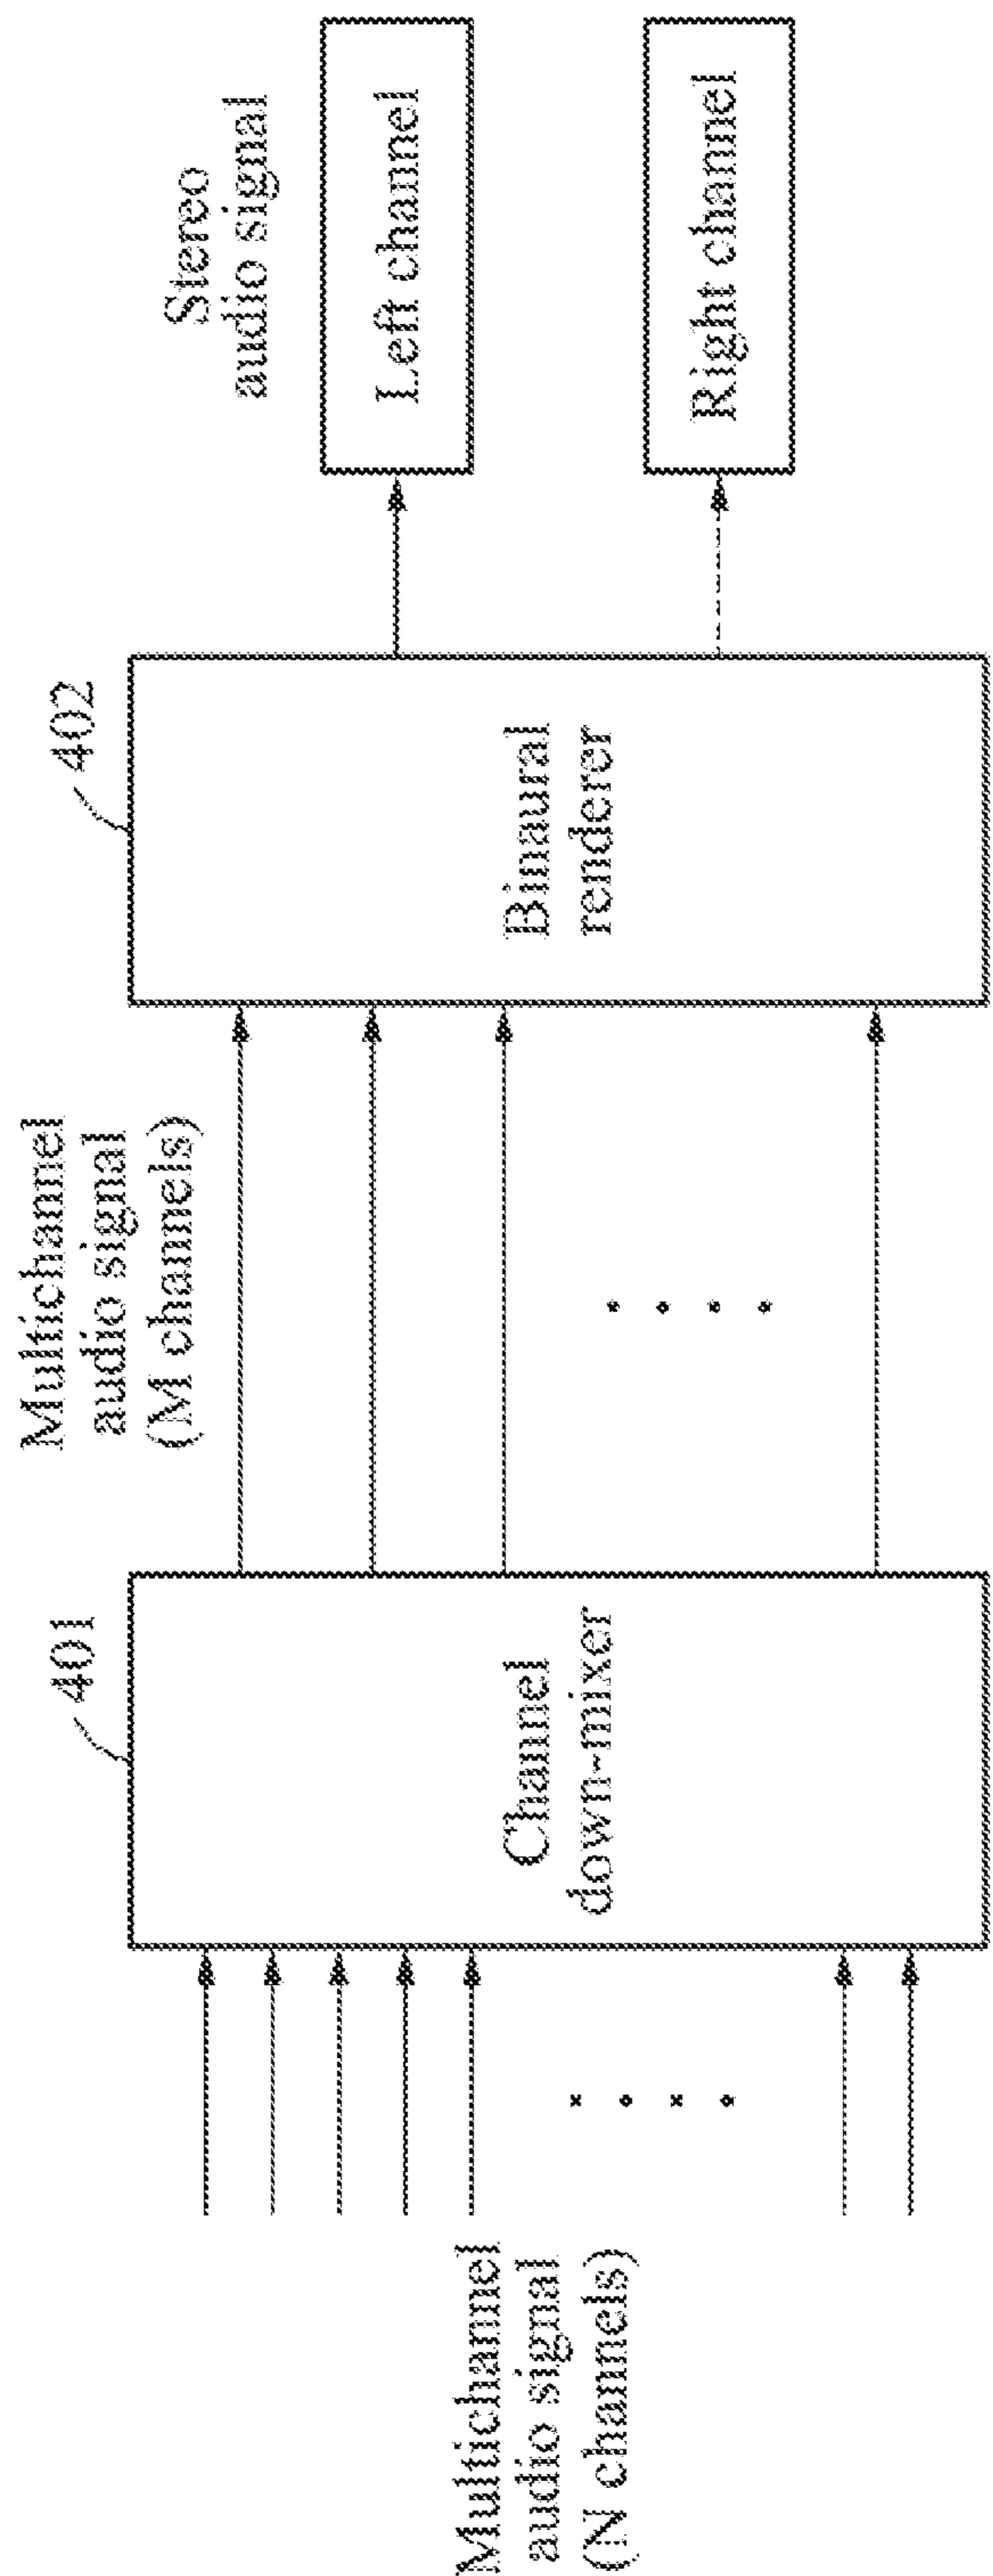 Multichannel
audio signal
(N channels)
401
Channel
down-mixer
Multichannel
audio signal
(M channels)
402
Binaural
renderer
Stereo
audio signal
Left channel
Right channel